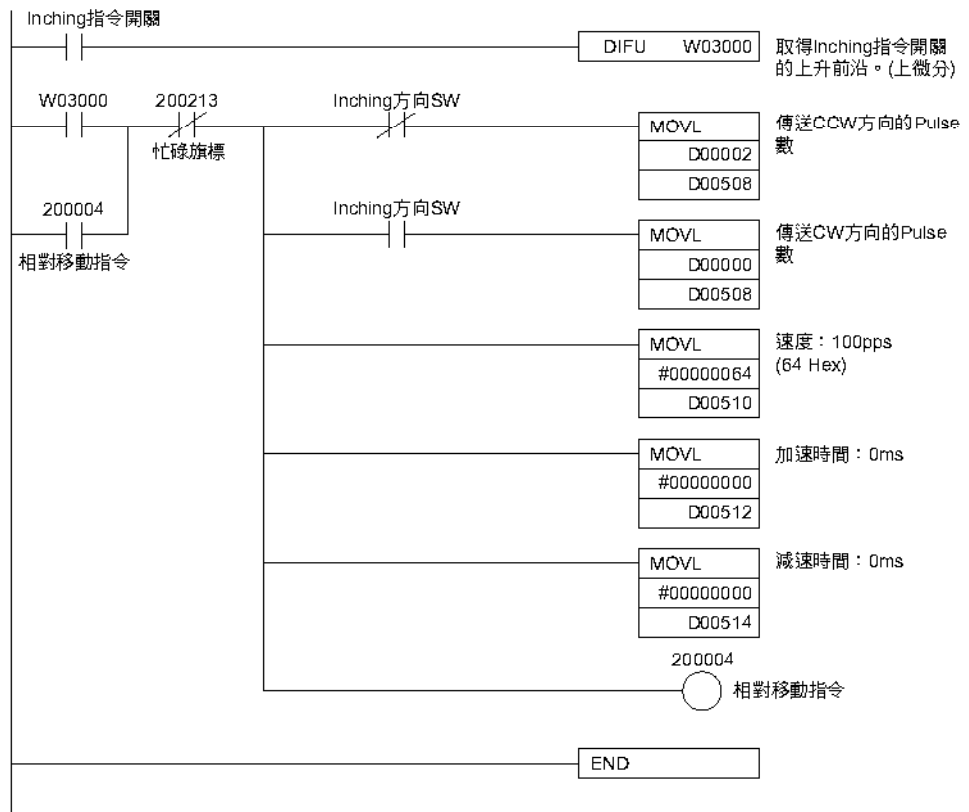 Inching指令開關
DIFU W03000
取得Inching指令開關
的上升前沿。(上微分)
W03000
200213
忙碌旗標
Inching方向SW
MOVL
D00002
D00508
傳送CCW方向的Pulse
數
200004
相對移動指令
Inching方向SW
MOVL
D00000
D00508
傳送CW方向的Pulse
數
MOVL
#00000064
D00510
速度：100pps
(64 Hex)
MOVL
#00000000
D00512
加速時間：0ms
MOVL
#00000000
D00514
減速時間：0ms
200004
相對移動指令
END